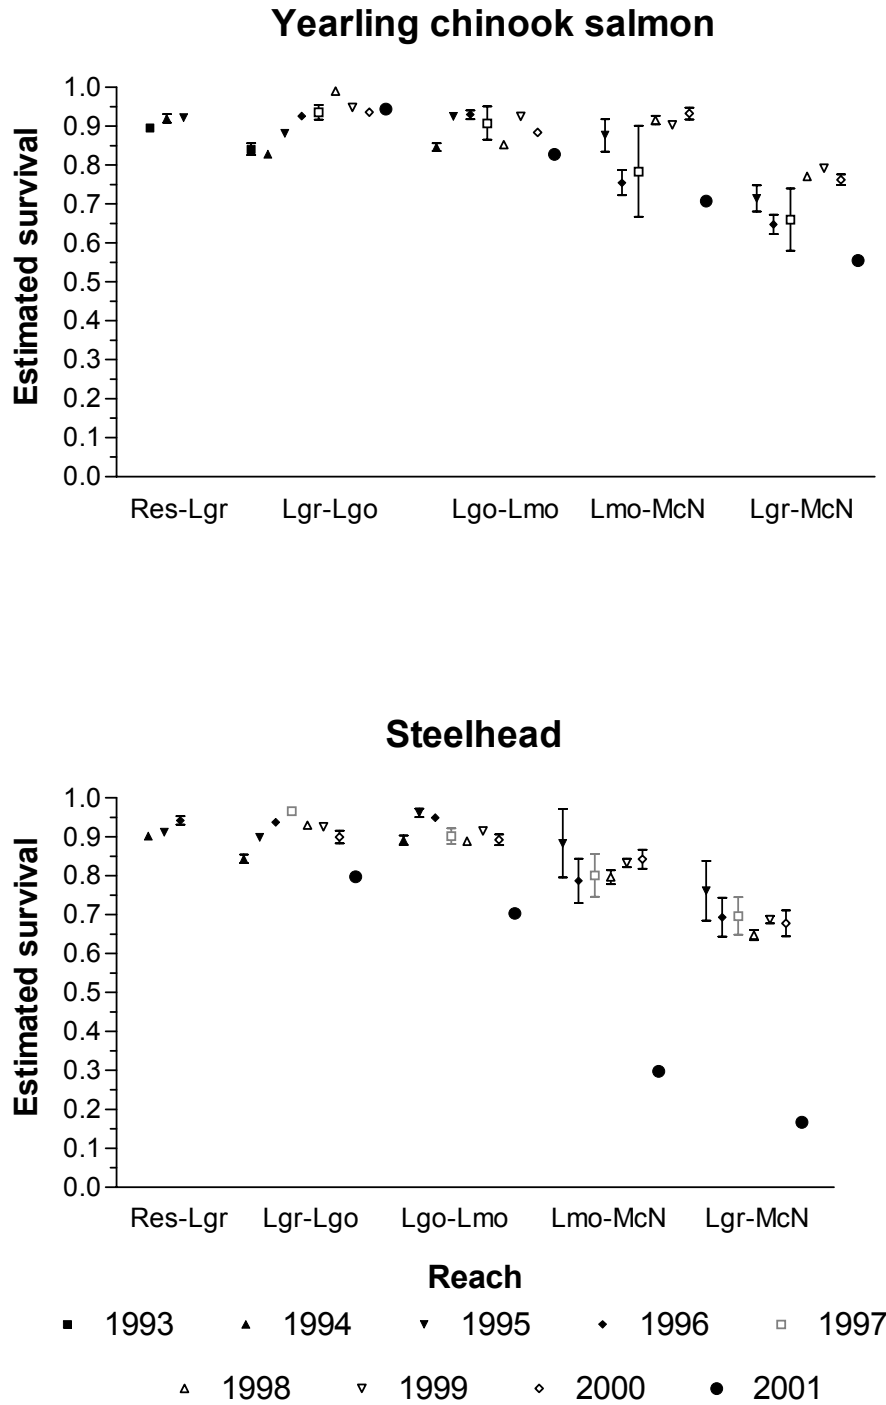 Yearling chinook salmon
Estimated survival
1.0
0.9
0.8
0.7
0.6
0.5
0.4
0.3
0.2
0.1
0.0
Res-Lgr Lgr-Lgo Lgo-Lmo Lmo-McN Lgr-McN
Steelhead
Estimated survival
1.0
0.9
0.8
0.7
0.6
0.5
0.4
0.3
0.2
0.1
0.0
Res-Lgr Lgr-Lgo Lgo-Lmo Lmo-McN Lgr-McN
Reach
1993 1994 1995 1996 1997
1998 1999 2000 2001